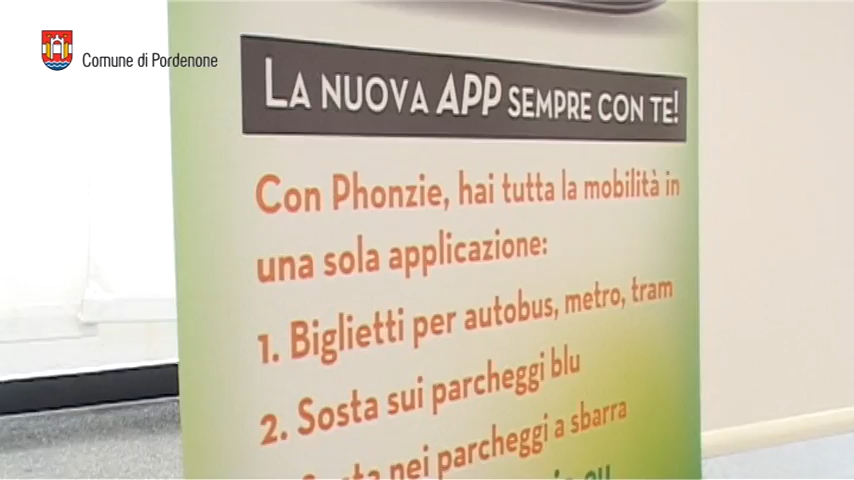 Comune di Pordenone
LA NUOVA APP SEMPRE CON TE!
Con Phonzie, hai tutta la mobilità in
una sola applicazione:
1. Biglietti per autobus, metro, tram
2. Sosta sui parcheggi blu
nei parcheggi a sbarra